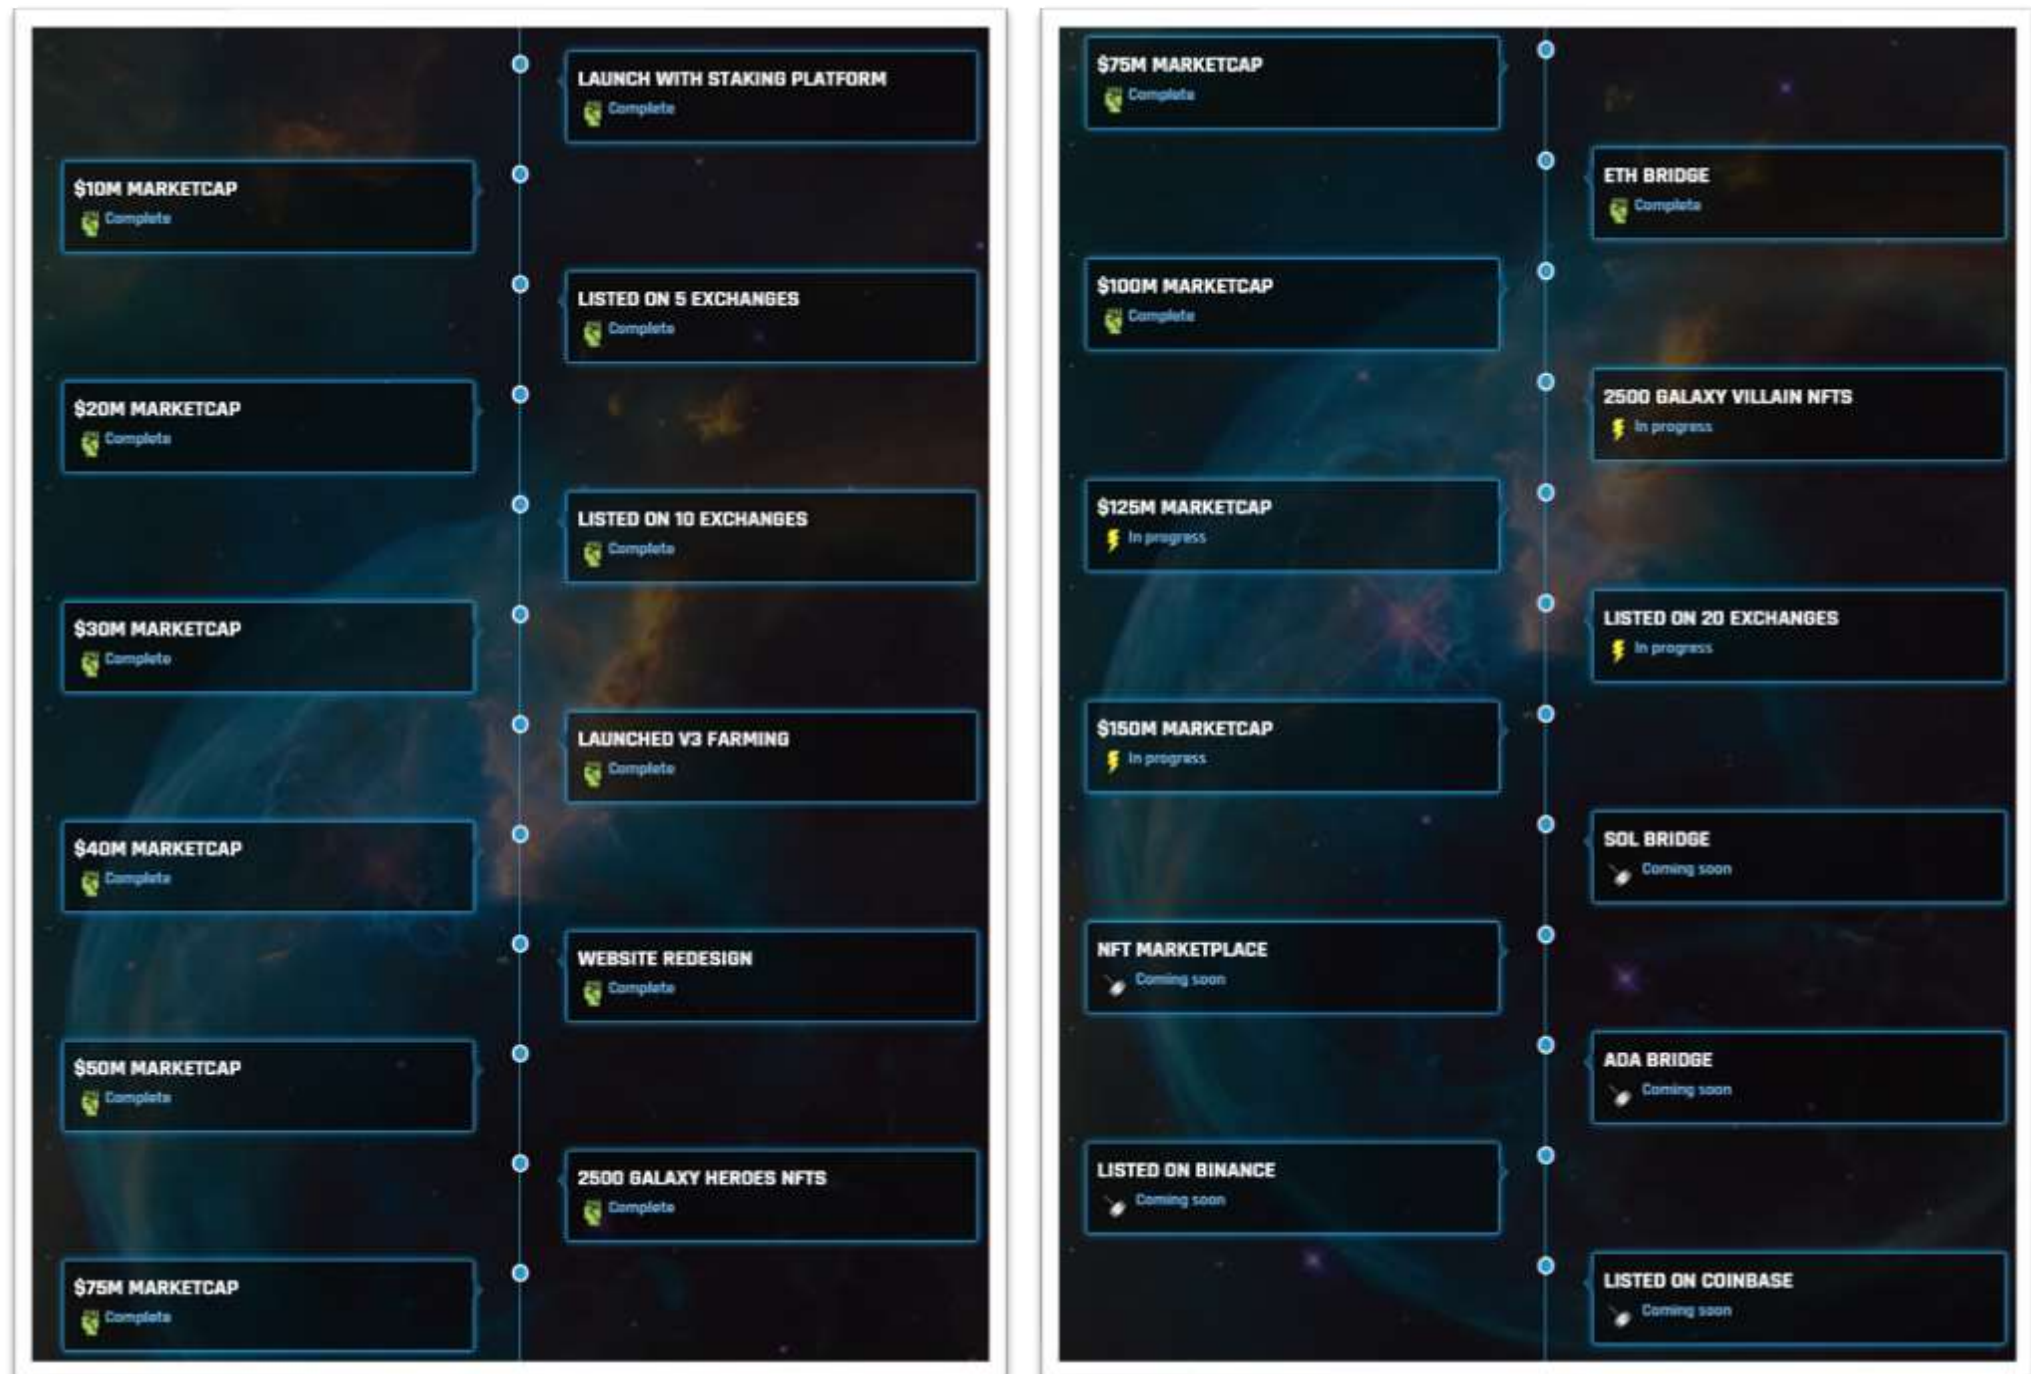 LAUNCH WITH STAKING PLATFORM
Complete
$10M MARKETCAP
Complete
LISTED ON 5 EXCHANGES
Complete
$20M MARKETCAP
Complete
LISTED ON 10 EXCHANGES
Complete
$30M MARKETCAP
Complete
LAUNCHED V3 FARMING
Complete
$40M MARKETCAP
Complete
WEBSITE REDESIGN
Complete
$50M MARKETCAP
Complete
2500 GALAXY HEROES NFTS
Complete
$75M MARKETCAP
Complete
$75M MARKETCAP
Complete
ETH BRIDGE
Complete
$100M MARKETCAP
Complete
2500 GALAXY VILLAIN NFTS
In progress
$125M MARKETCAP
In progress
LISTED ON 20 EXCHANGES
In progress
$150M MARKETCAP
In progress
SOL BRIDGE
Coming soon
NFT MARKETPLACE
Coming soon
ADA BRIDGE
Coming soon
LISTED ON BINANCE
Coming soon
LISTED ON COINBASE
Coming soon